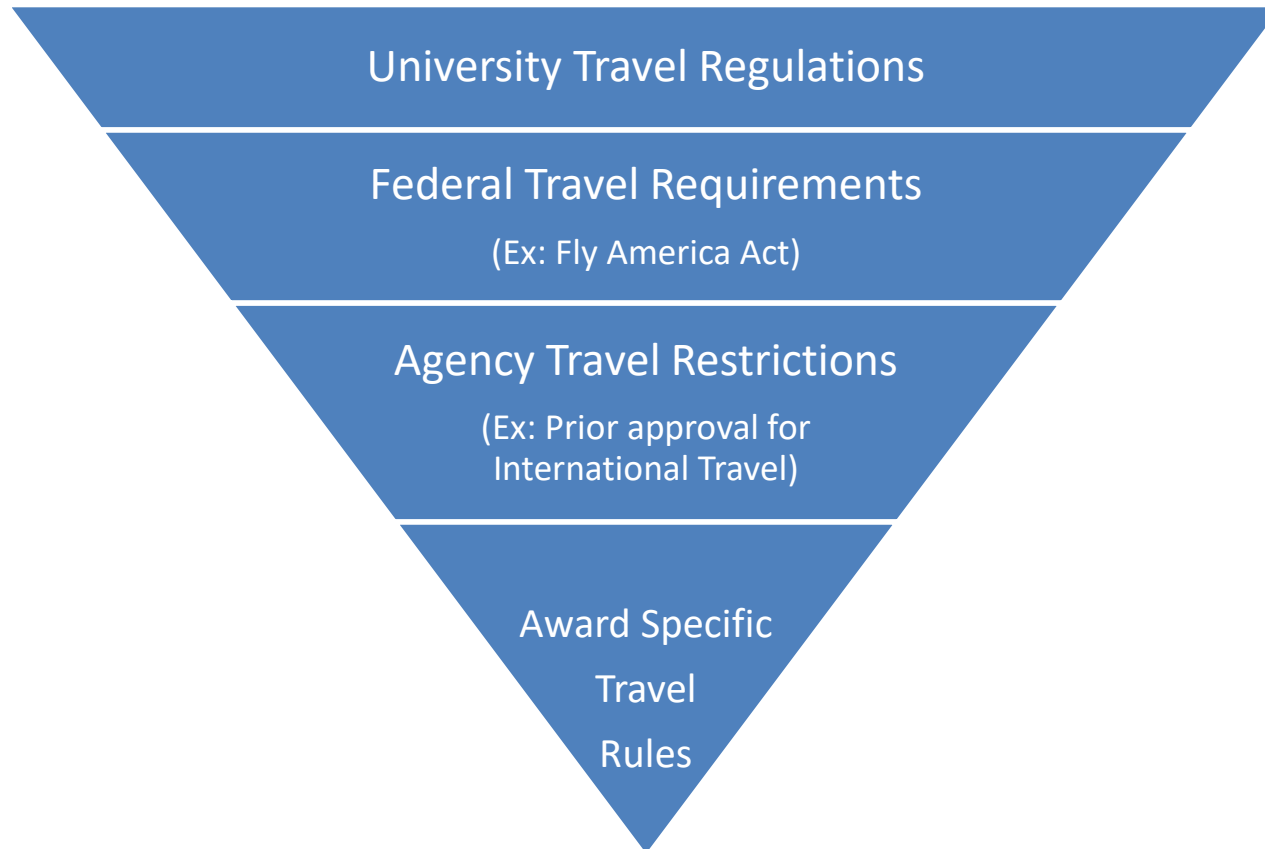 University Travel Regulations
Federal Travel Requirements
(Ex: Fly America Act)
Agency Travel Restrictions
(Ex: Prior approval for
International Travel)
Award Specific
Travel
Rules